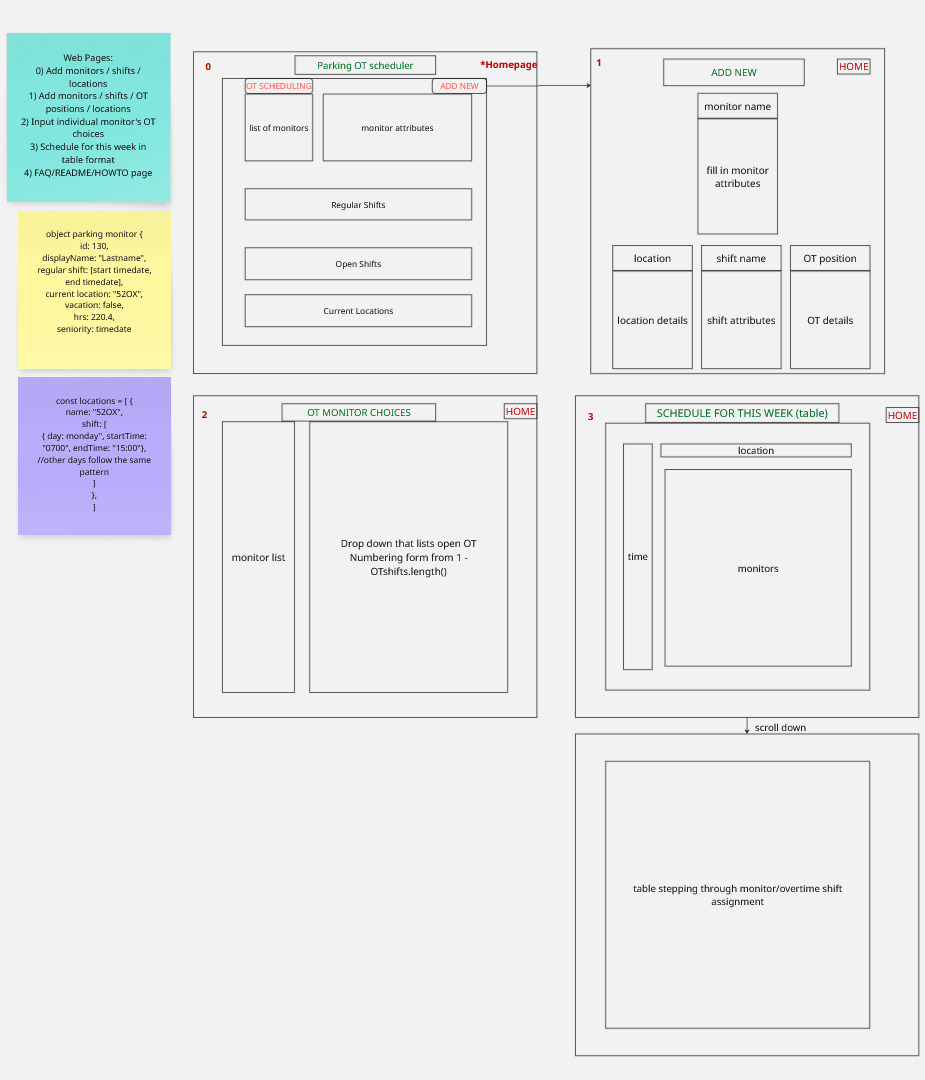 Web Pages:
0) Add monitors / shifts /
locations
1) Add monitors / shifts / OT
positions / locations
2) Input individual monitor's OT
choices
3) Schedule for this week in
table format
4) FAQ/README/HOWTO page
object parking monitor {
id: 130,
displayName: "Lastname",
regular shift: [start timedate,
end timedate],
current location: "52OX",
vacation: false,
hrs: 220.4,
seniority: timedate
const locations = [ {
name: "52OX",
shift: [
{ day: monday", startTime:
"0700", endTime: "15:00"},
//other days follow the same
pattern
]
},
]
0
Parking OT scheduler
*Homepage
OT SCHEDULING
ADD NEW
list of monitors
monitor attributes
Regular Shifts
Open Shifts
Current Locations
1
ADD NEW
HOME
monitor name
fill in monitor
attributes
location
shift name
OT position
location details
shift attributes
OT details
2
OT MONITOR CHOICES
HOME
monitor list
Drop down that lists open OT
Numbering form from 1 -
OTshifts.length()
3
SCHEDULE FOR THIS WEEK (table)
HOME
location
time
monitors
scroll down
table stepping through monitor/overtime shift
assignment